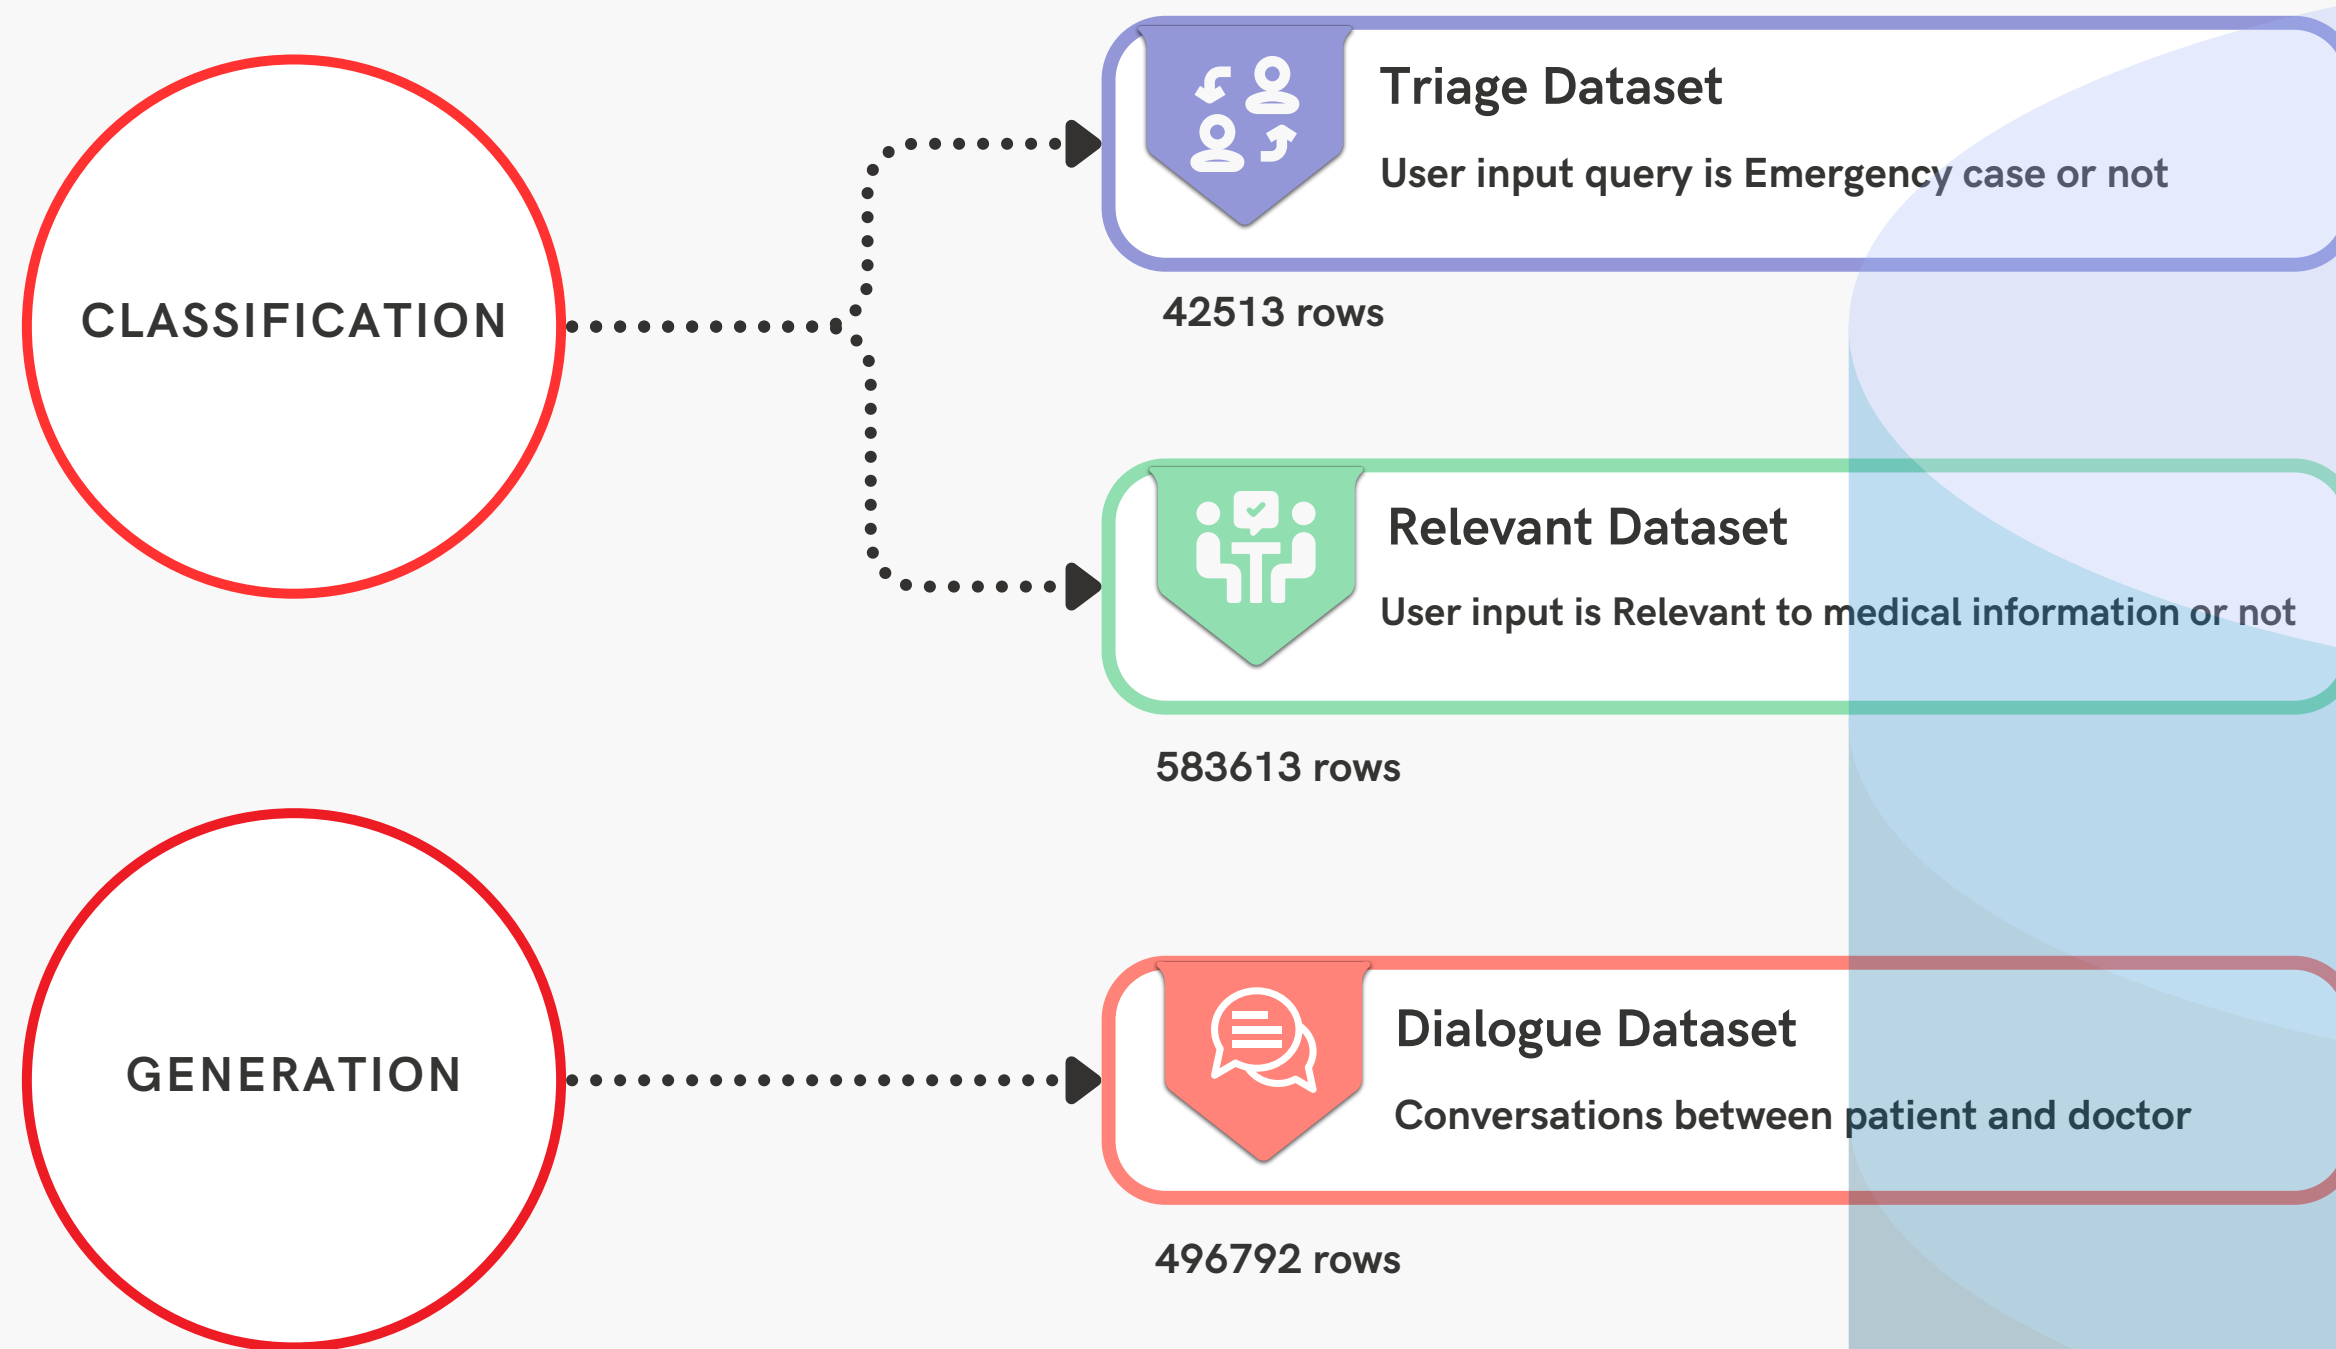 CLASSIFICATION
Triage Dataset
User input query is Emergency case or not
42513 rows
Relevant Dataset
User input is Relevant to medical information or not
583613 rows
GENERATION
Dialogue Dataset
Conversations between patient and doctor
496792 rows